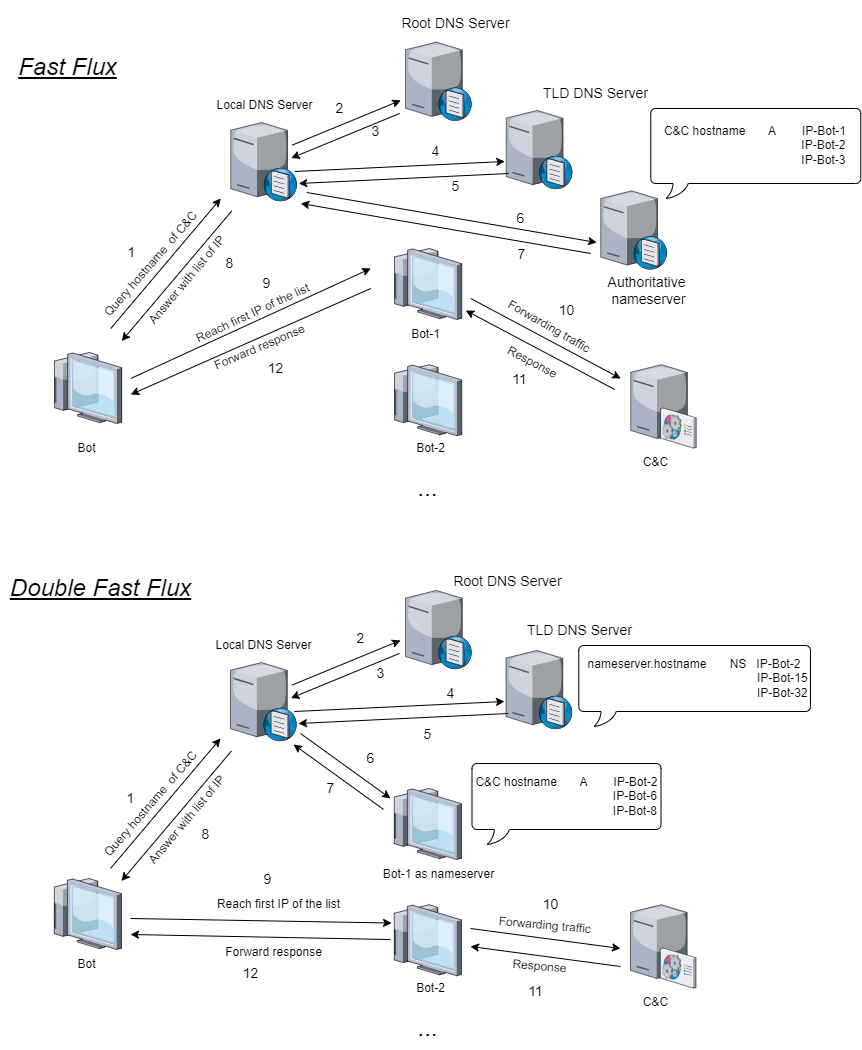 Root DNS Server
Fast Flux
TLD DNS Server
Local DNS Server
2
3
C&C hostname A IP-Bot-1
IP-Bot-2
IP-Bot-3
4
5
6
7
1
Query hostname of C&C
8
Answer with list of IP
Authoritative
nameserver
9
Reach first IP of the list
Forward response
12
Bot-1
10
Forwarding traffic
Response
11
Bot
Bot-2
C&C
...
Double Fast Flux
Root DNS Server
TLD DNS Server
Local DNS Server
2
3
nameserver.hostname NS IP-Bot-2
IP-Bot-15
IP-Bot-32
4
5
6
7
C&C hostname A IP-Bot-2
IP-Bot-6
IP-Bot-8
1
Query hostname of C&C
8
Answer with list of IP
Bot-1 as nameserver
9
Reach first IP of the list
Forward response
12
10
Forwarding traffic
Response
11
Bot
Bot-2
C&C
...